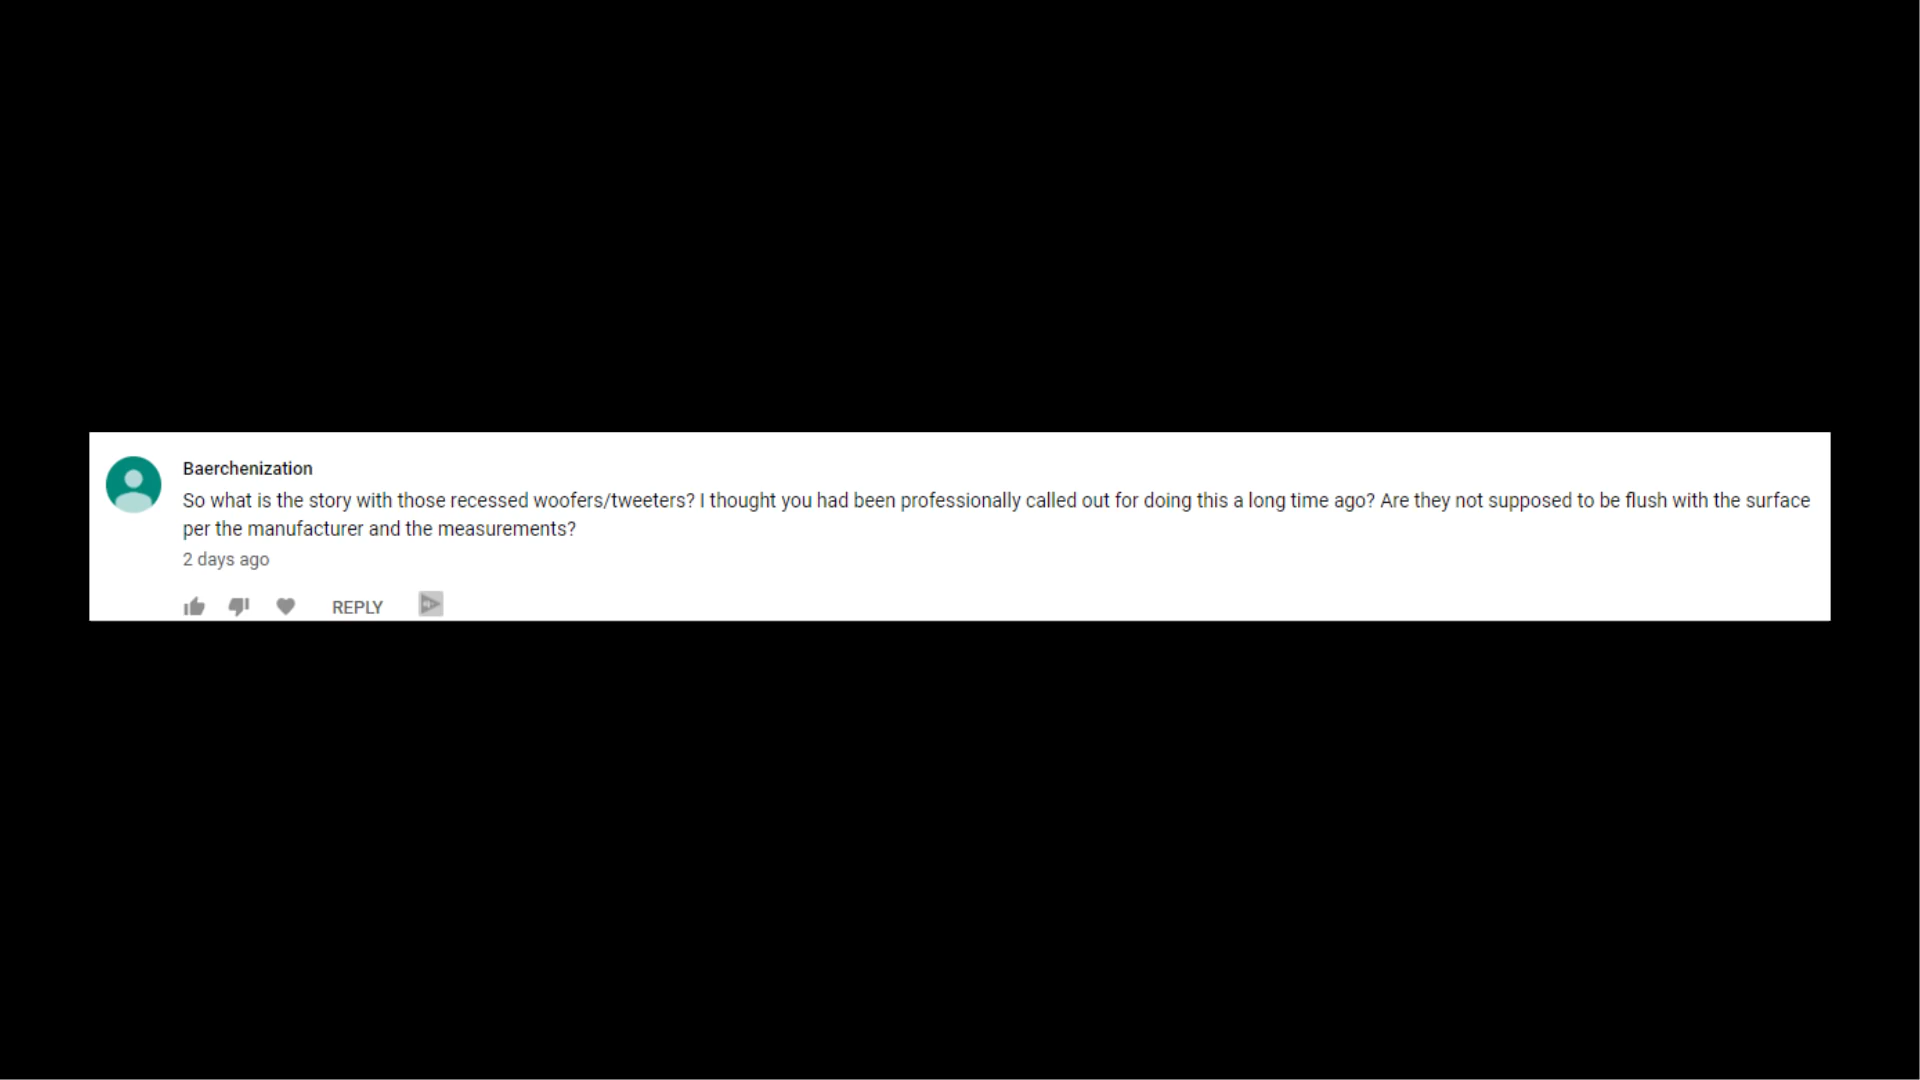 Baerchenization
So what is the story with those recessed woofers/tweeters? I thought you had been professionally called out for doing this a long time ago? Are they not supposed to be flush with the surface
per the manufacturer and the measurements?
2 days ago
REPLY